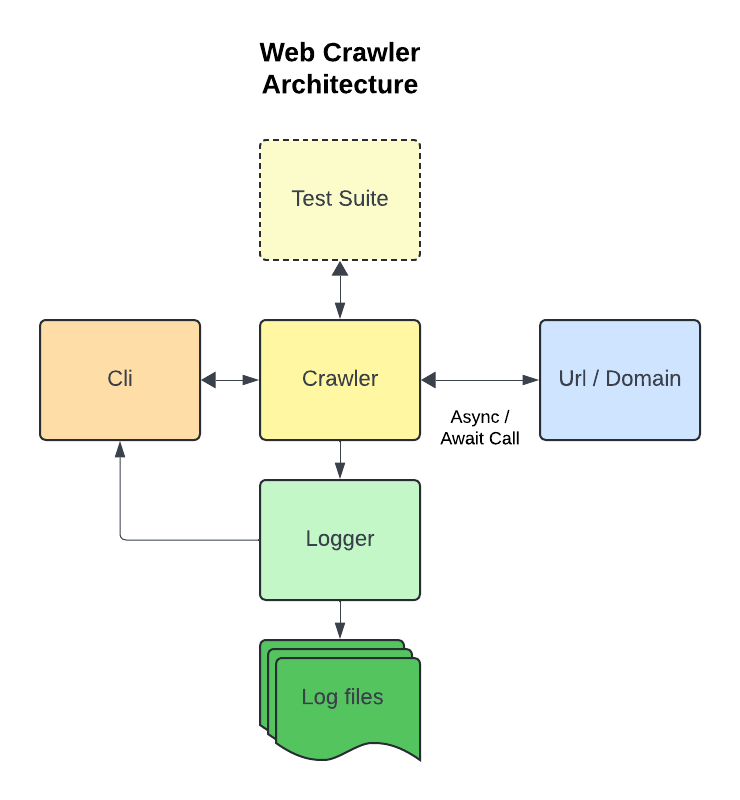 Web Crawler
Architecture
Test Suite
Cli
Crawler
Url / Domain
Async /
Await Call
Logger
Log files